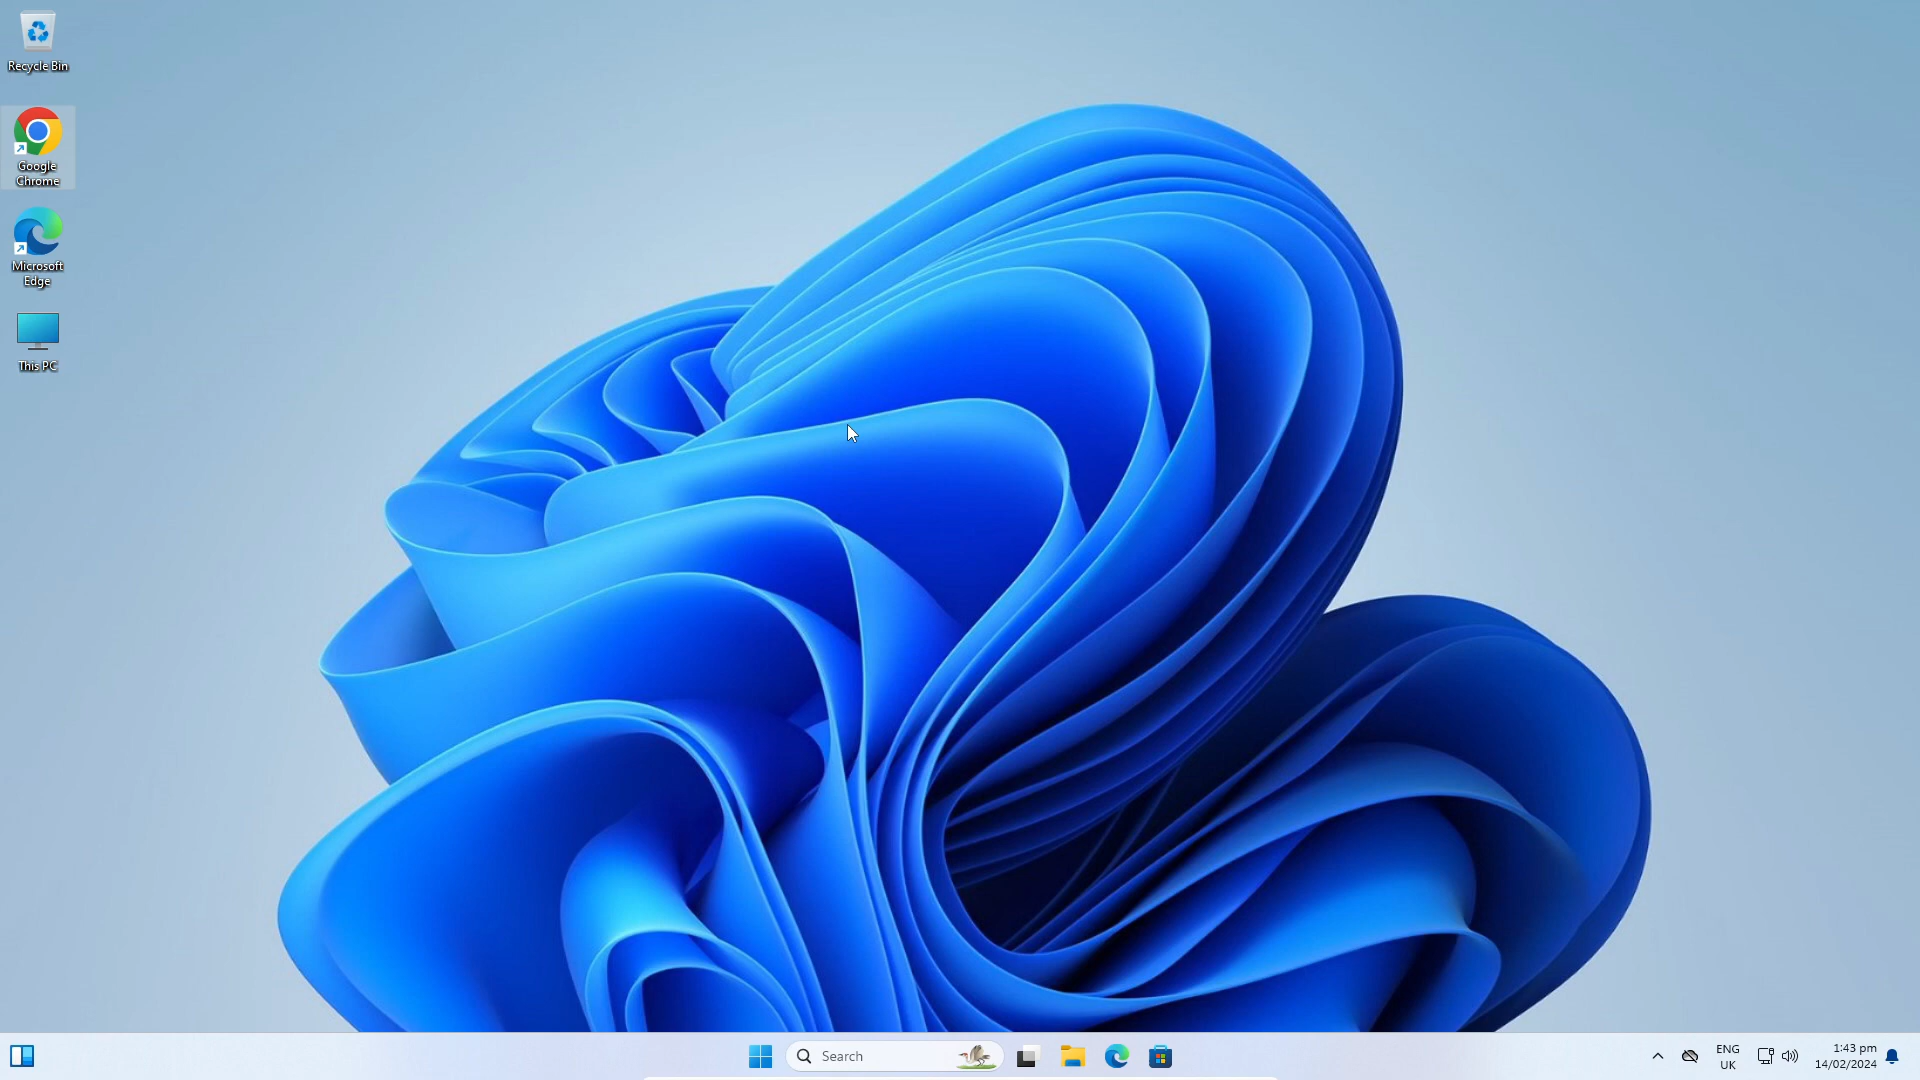 Recycle Bin
Google
Chrome
Microsoft
Edge
This PC
Search
ENG
UK
1:43 pm
14/02/2024